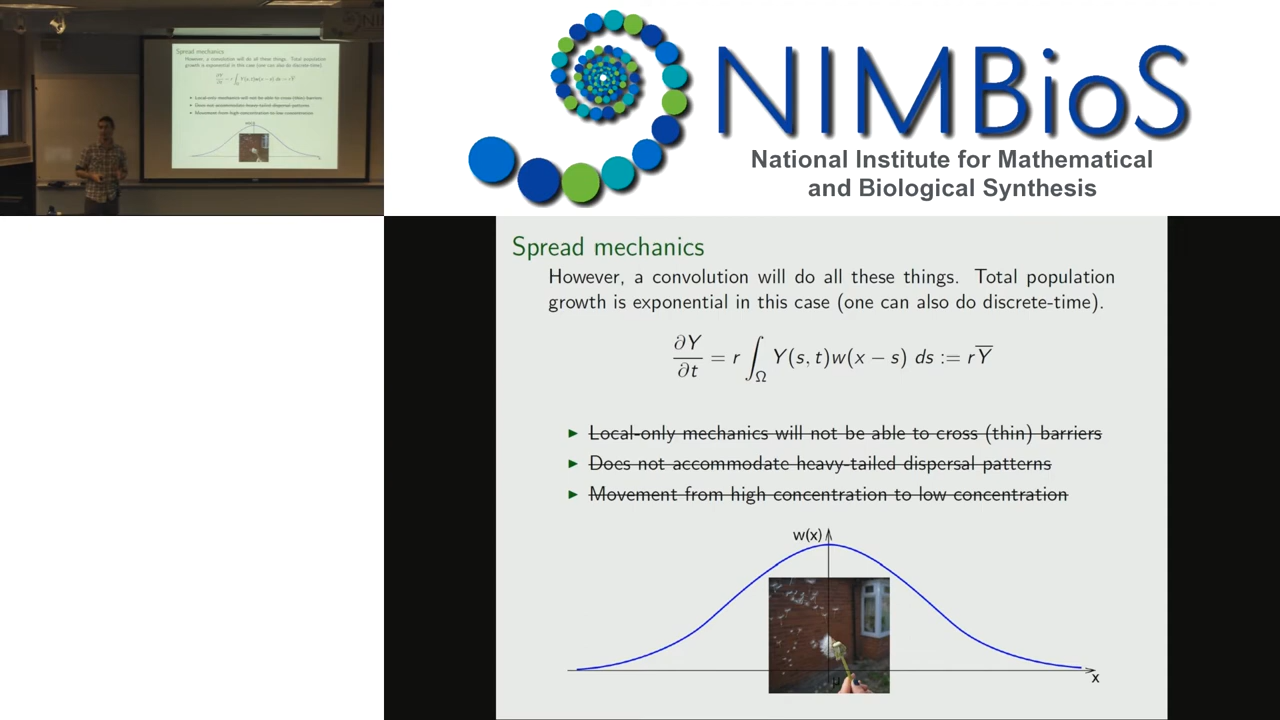 NIMBioS
National Institute for Mathematical
and Biological Synthesis
Spread mechanics
However, a convolution will do all these things. Total population
growth is exponential in this case (one can also do discrete-time).
∂Y/∂t = r ∫_Ω Y(s, t)w(x − s) ds := rY̅
Local-only mechanics will not be able to cross (thin) barriers
Does not accommodate heavy-tailed dispersal patterns
Movement from high concentration to low concentration
w(x)
x